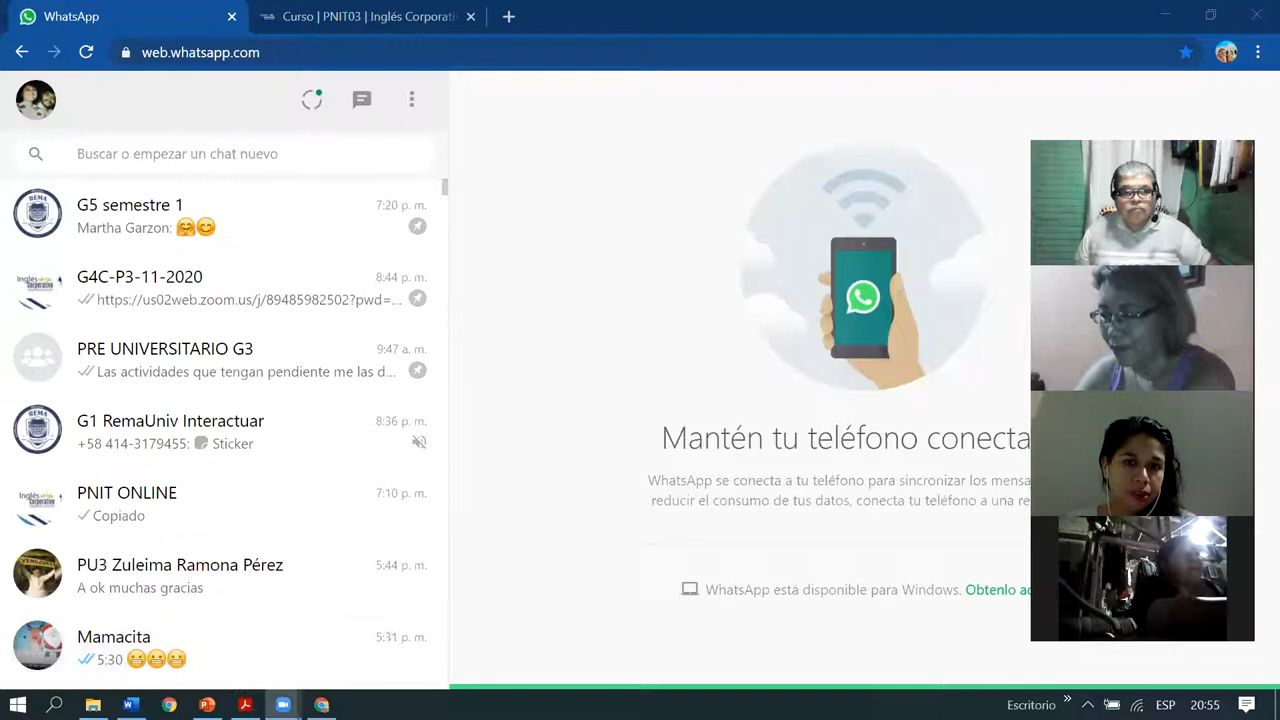 WhatsApp
Curso | PNIT03 | Inglés Corporati
web.whatsapp.com
Buscar o empezar un chat nuevo
G5 semestre 1
7:20 p. m.
Martha Garzon: 🤗😊
G4C-P3-11-2020
8:44 p. m.
https://us02web.zoom.us/j/89485982502?pwd=...
PRE UNIVERSITARIO G3
9:47 a. m.
Las actividades que tengan pendiente me las d...
G1 RemaUniv Interactuar
8:36 p. m.
+58 414-3179455: Sticker
PNIT ONLINE
7:10 p. m.
Copiado
PU3 Zuleima Ramona Pérez
5:44 p. m.
A ok muchas gracias
Mamacita
5:31 p. m.
5:30 😁😁😁
Mantén tu teléfono conecta
WhatsApp se conecta a tu teléfono para sincronizar los mensa
reducir el consumo de tus datos, conecta tu teléfono a una re
WhatsApp está disponible para Windows. Obtenlo ac
Escritorio
ESP
20:55